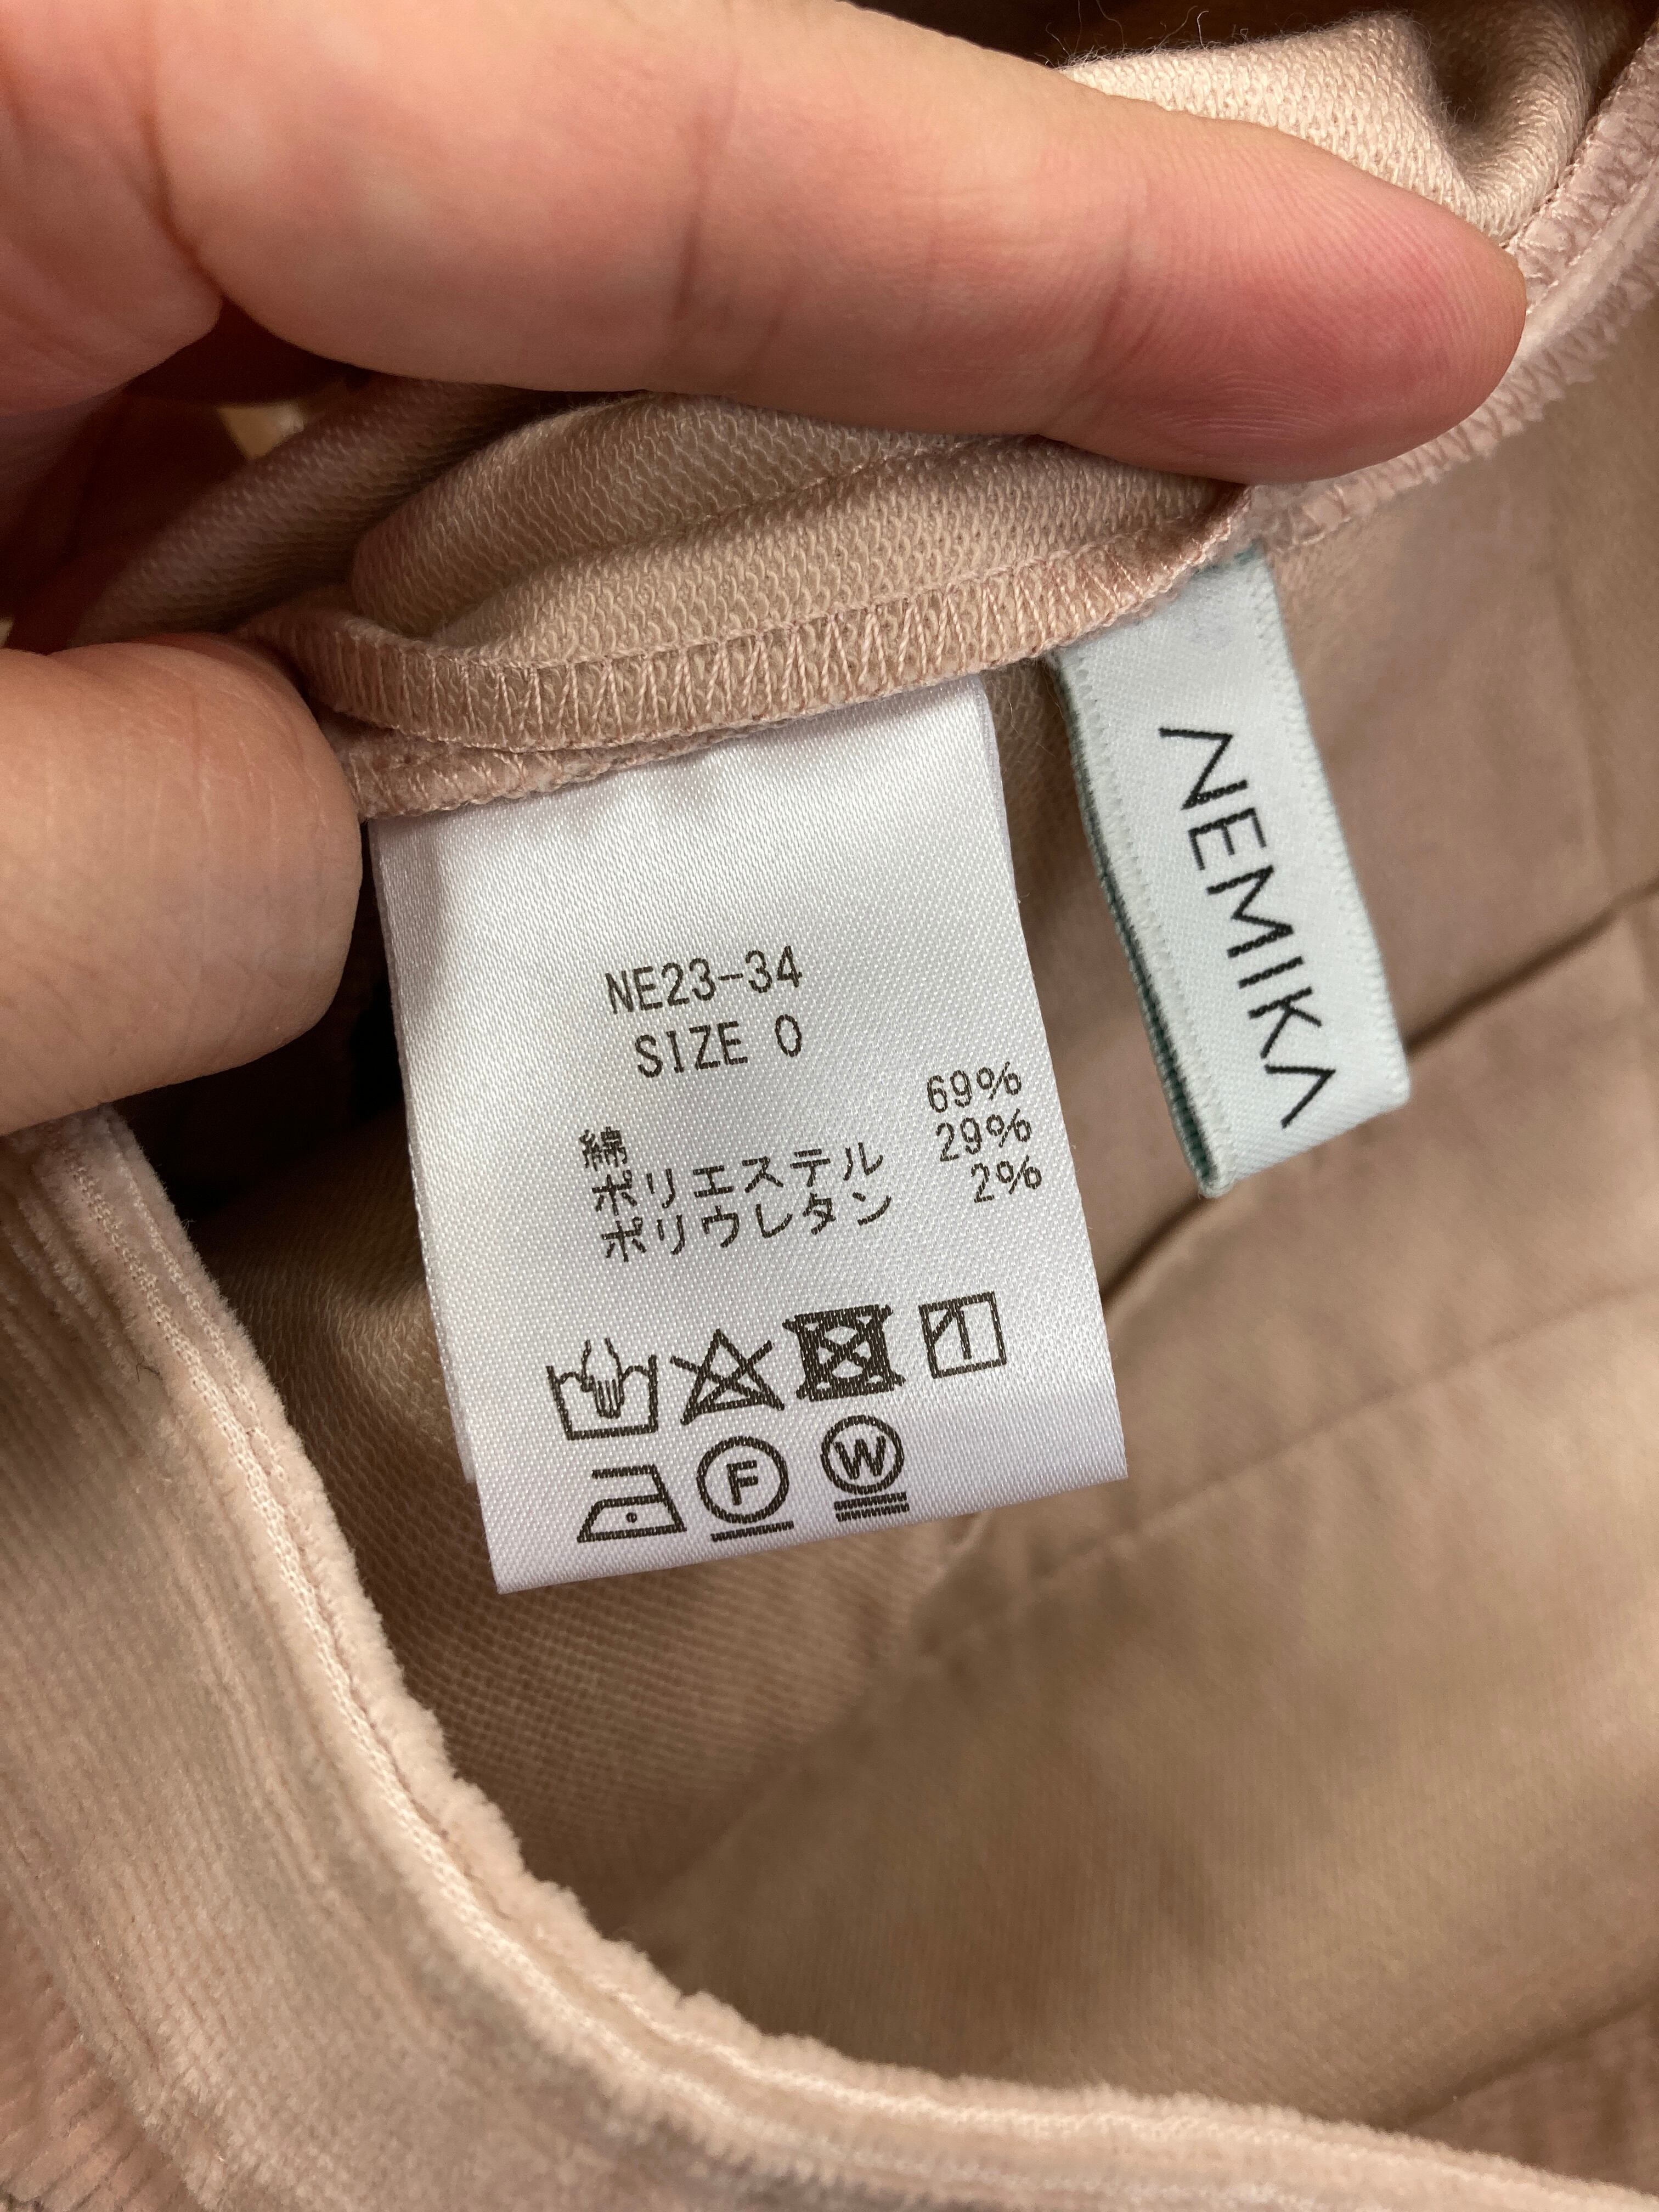 NE23-34
SIZE 0
綿 69%
ポリエステル 29%
ポリウレタン 2%
F
W
NEMIKA